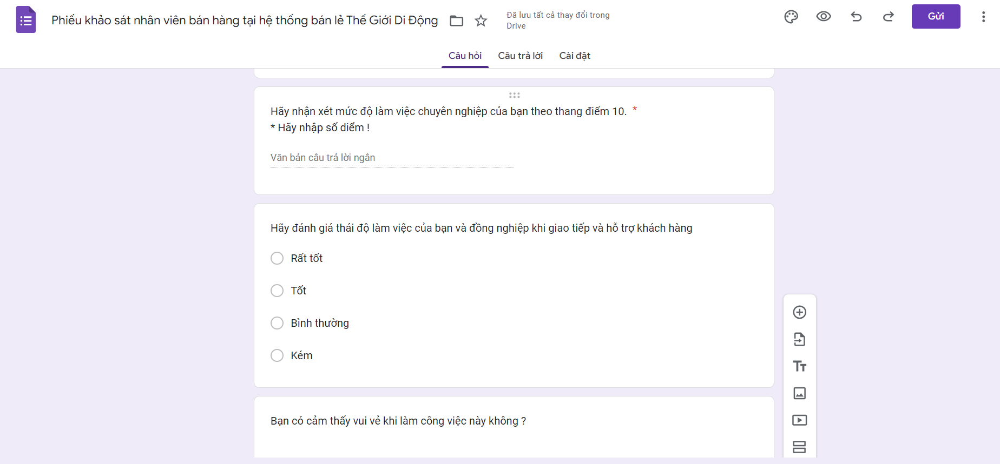 Phiếu khảo sát nhân viên bán hàng tại hệ thống bán lẻ Thế Giới Di Động
Đã lưu tất cả thay đổi trong
Drive
Gửi
Câu hỏi
Câu trả lời
Cài đặt
Hãy nhận xét mức độ làm việc chuyên nghiệp của bạn theo thang điểm 10. *
* Hãy nhập số diểm !
Văn bản câu trả lời ngắn
Hãy đánh giá thái độ làm việc của bạn và đồng nghiệp khi giao tiếp và hỗ trợ khách hàng
Rất tốt
Tốt
Bình thường
Kém
Bạn có cảm thấy vui vẻ khi làm công việc này không ?